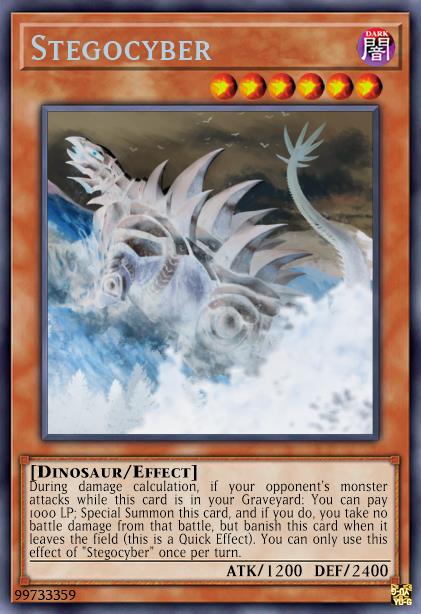 STEGOCYBER
DARK
闇
[DINOSAUR/EFFECT]
During damage calculation, if your opponent's monster
attacks while this card is in your Graveyard: You can pay
1000 LP; Special Summon this card, and if you do, you take no
battle damage from that battle, but banish this card when it
leaves the field (this is a Quick Effect). You can only use this
effect of "Stegocyber" once per turn.
ATK/1200 DEF/2400
99733359